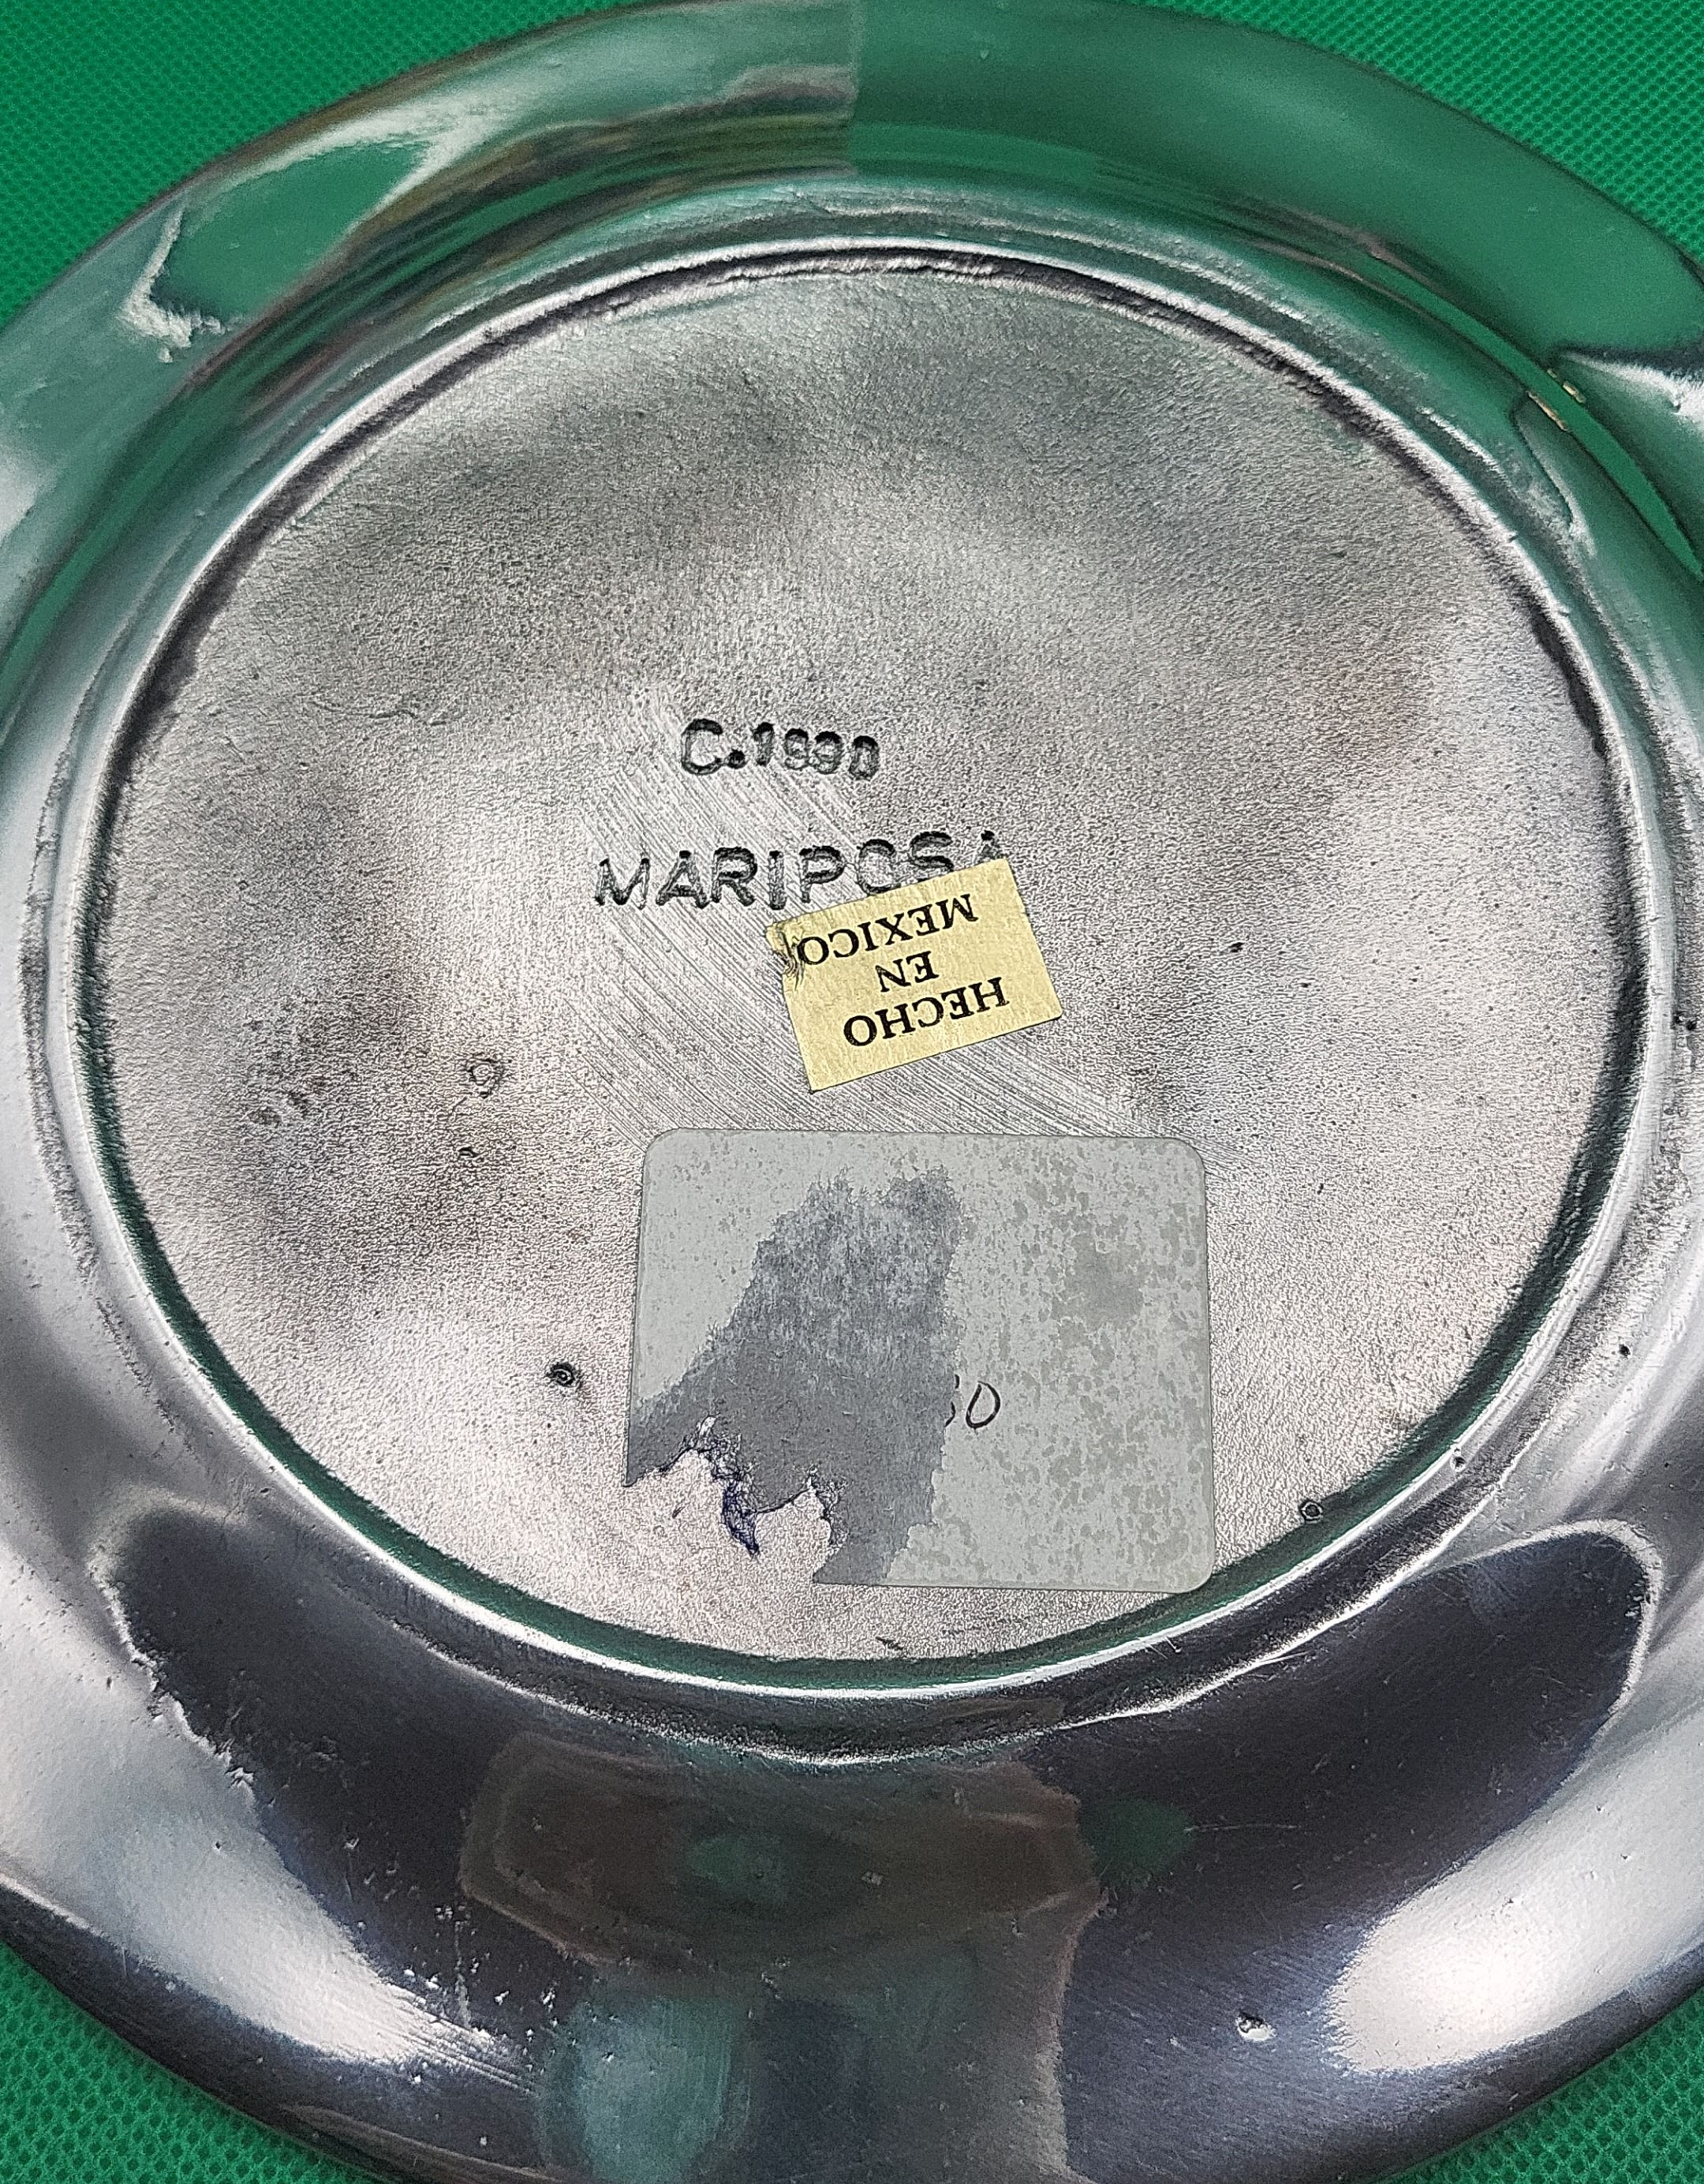 C.1990
MARIPOSA
HECHO
EN
MEXICO